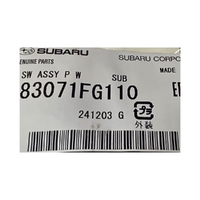 SUBARU SUBARU CORPO
GENUINE PARTS MADE
SW ASSY P W SUB
83071FG110 E
241203 G
外装